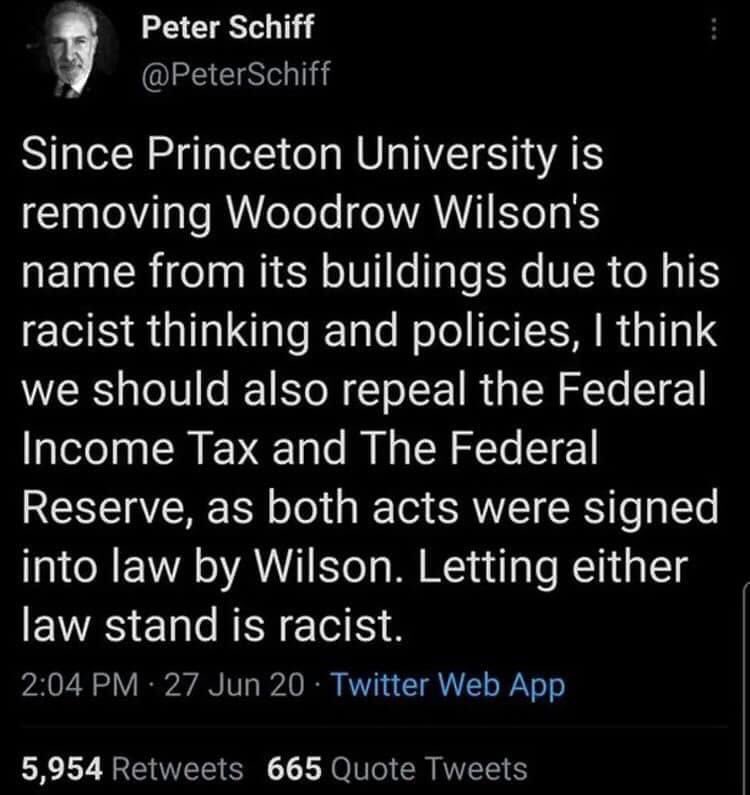 Peter Schiff
@PeterSchiff
Since Princeton University is
removing Woodrow Wilson's
name from its buildings due to his
racist thinking and policies, I think
we should also repeal the Federal
Income Tax and The Federal
Reserve, as both acts were signed
into law by Wilson. Letting either
law stand is racist.
2:04 PM · 27 Jun 20 · Twitter Web App
5,954 Retweets 665 Quote Tweets